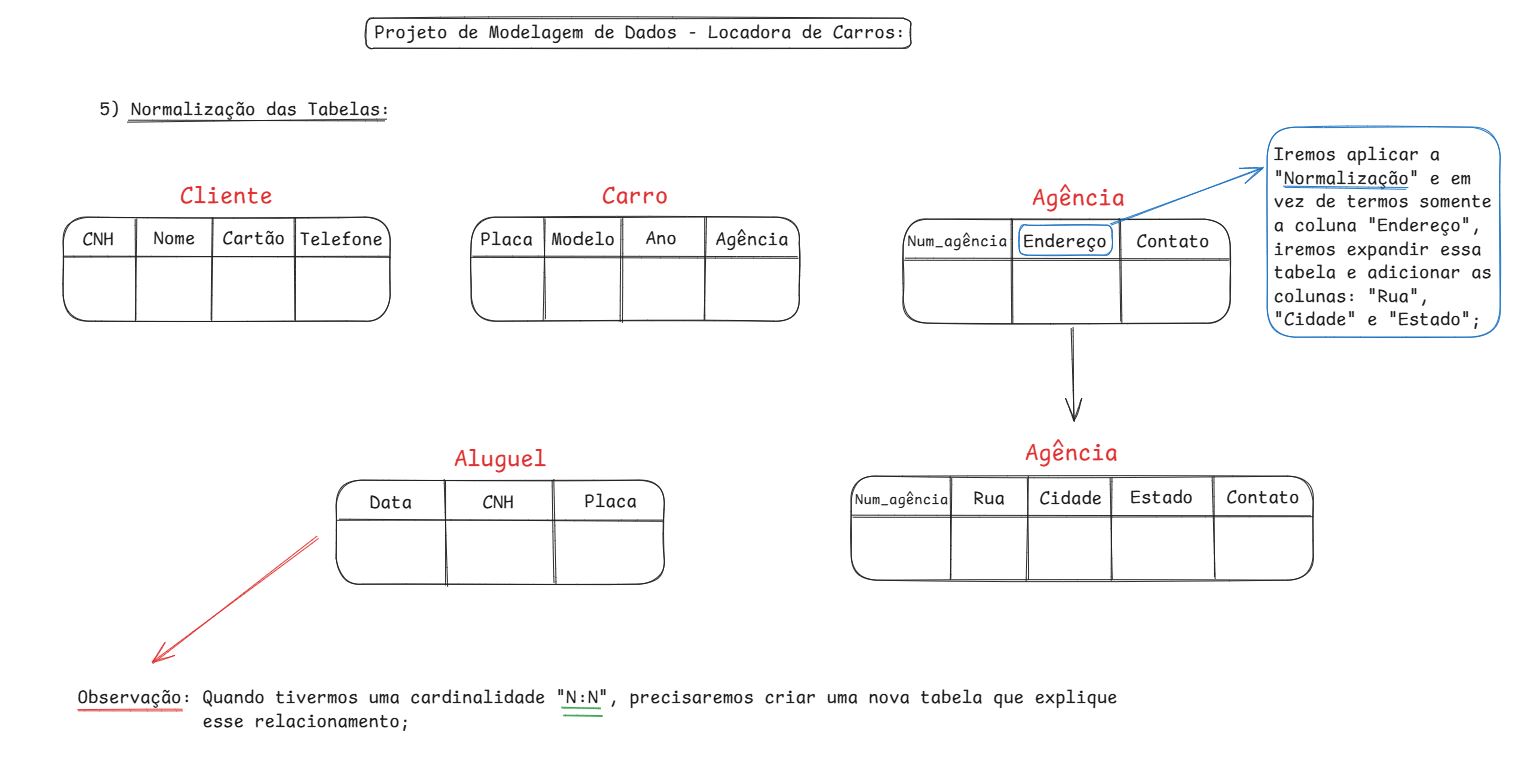 Projeto de Modelagem de Dados - Locadora de Carros:
5) Normalização das Tabelas:
Cliente
CNH Nome Cartão Telefone
Carro
Placa Modelo Ano Agência
Agência
Num_agência Endereço Contato
Iremos aplicar a
"Normalização" e em
vez de termos somente
a coluna "Endereço",
iremos expandir essa
tabela e adicionar as
colunas: "Rua",
"Cidade" e "Estado";
Aluguel
Data CNH Placa
Agência
Num_agência Rua Cidade Estado Contato
Observação: Quando tivermos uma cardinalidade "N:N", precisaremos criar uma nova tabela que explique
esse relacionamento;